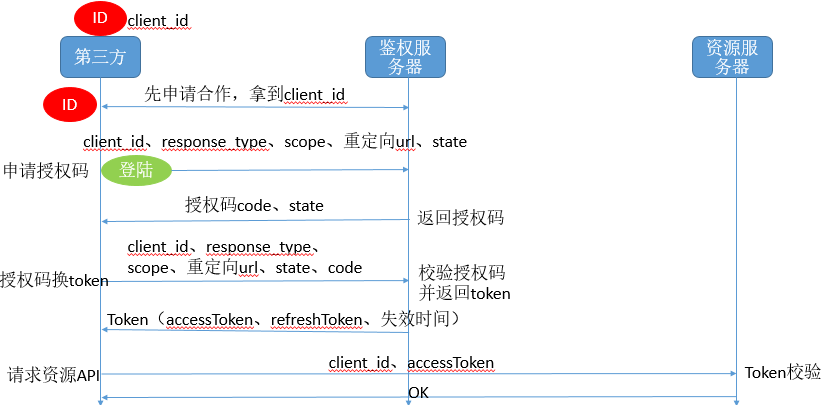 ID
client_id
第三方
鉴权服
务器
资源服
务器
ID
先申请合作，拿到client_id
client_id、response_type、scope、重定向url、state
申请授权码
登陆
授权码code、state
返回授权码
client_id、response_type、
scope、重定向url、state、code
授权码换token
校验授权码
并返回token
Token（accessToken、refreshToken、失效时间）
client_id、accessToken
请求资源API
Token校验
OK